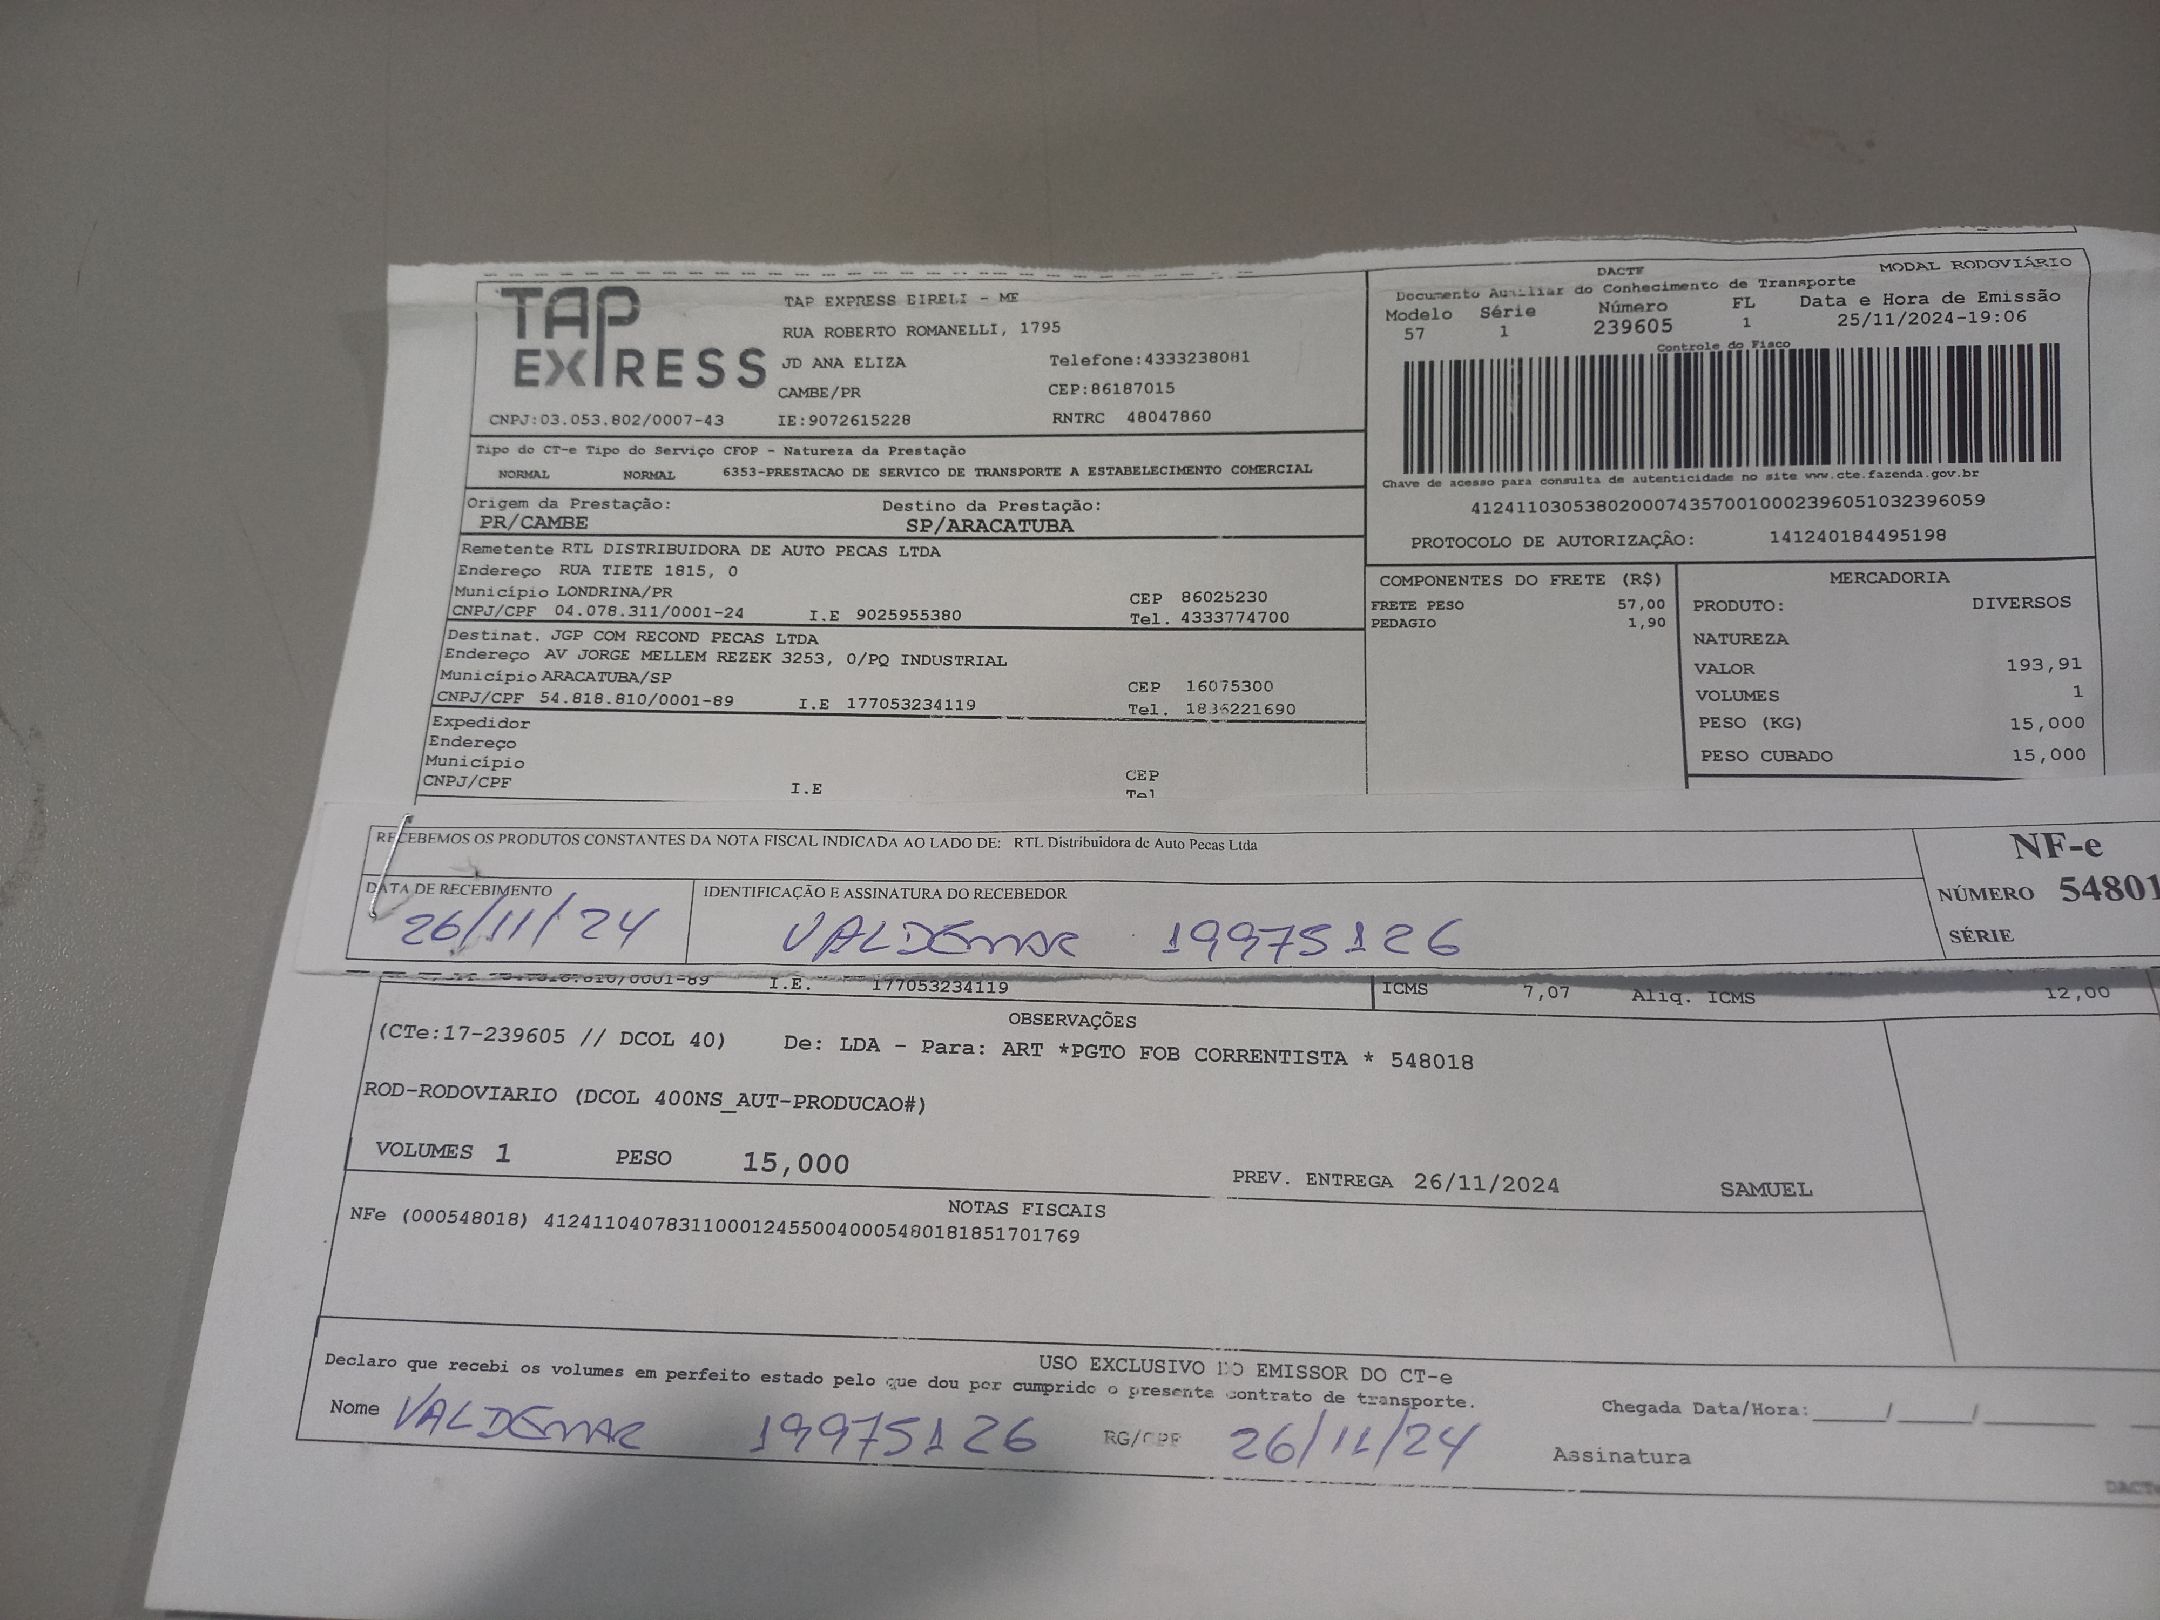 TAP EXPRESS
TAP EXPRESS EIRELI - ME
RUA ROBERTO ROMANELLI, 1795
JD ANA ELIZA Telefone:4333238081
CAMBE/PR CEP:86187015
CNPJ:03.053.802/0007-43 IE:9072615228 RNTRC 48047860
DACTE MODAL RODOVIÁRIO
Documento Auxiliar do Conhecimento de Transporte
Modelo Série Número FL Data e Hora de Emissão
57 1 239605 1 25/11/2024-19:06
Controle do Fisco
Chave de acesso para consulta de autenticidade no site www.cte.fazenda.gov.br
41241103053802000743570010002396051032396059
PROTOCOLO DE AUTORIZAÇÃO: 141240184495198
Tipo do CT-e Tipo do Serviço CFOP - Natureza da Prestação
NORMAL NORMAL 6353-PRESTACAO DE SERVICO DE TRANSPORTE A ESTABELECIMENTO COMERCIAL
Origem da Prestação: Destino da Prestação:
PR/CAMBE SP/ARACATUBA
Remetente RTL DISTRIBUIDORA DE AUTO PECAS LTDA
Endereço RUA TIETE 1815, 0
Município LONDRINA/PR CEP 86025230
CNPJ/CPF 04.078.311/0001-24 I.E 9025955380 Tel. 4333774700
Destinat. JGP COM RECOND PECAS LTDA
Endereço AV JORGE MELLEM REZEK 3253, 0/PQ INDUSTRIAL
Município ARACATUBA/SP CEP 16075300
CNPJ/CPF 54.818.810/0001-89 I.E 177053234119 Tel. 1836221690
Expedidor
Endereço
Município CEP
CNPJ/CPF I.E Tel
COMPONENTES DO FRETE (R$)
FRETE PESO 57,00
PEDAGIO 1,90
MERCADORIA
PRODUTO: DIVERSOS
NATUREZA
VALOR 193,91
VOLUMES 1
PESO (KG) 15,000
PESO CUBADO 15,000
RECEBEMOS OS PRODUTOS CONSTANTES DA NOTA FISCAL INDICADA AO LADO DE: RTL Distribuidora de Auto Pecas Ltda
DATA DE RECEBIMENTO IDENTIFICAÇÃO E ASSINATURA DO RECEBEDOR
26/11/24 VALDEMAR 19975126
NF-e
NÚMERO 54801
SÉRIE
54.818.810/0001-89 I.E. 177053234119 ICMS 7,07 Aliq. ICMS 12,00
OBSERVAÇÕES
(CTe:17-239605 // DCOL 40) De: LDA - Para: ART *PGTO FOB CORRENTISTA * 548018
ROD-RODOVIARIO (DCOL 400NS_AUT-PRODUCAO#)
VOLUMES 1 PESO 15,000 PREV. ENTREGA 26/11/2024 SAMUEL
NOTAS FISCAIS
NFe (000548018) 41241104078311000124550040005480181851701769
USO EXCLUSIVO DO EMISSOR DO CT-e
Declaro que recebi os volumes em perfeito estado pelo que dou por cumprido o presente contrato de transporte.
Nome VALDEMAR 19975126 RG/CPF 26/11/24 Chegada Data/Hora:____/____/______
Assinatura